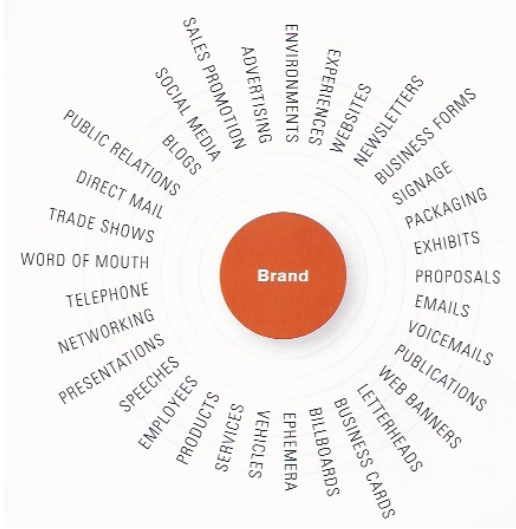 Brand
ENVIRONMENTS
EXPERIENCES
WEBSITES
NEWSLETTERS
BUSINESS FORMS
SIGNAGE
PACKAGING
EXHIBITS
PROPOSALS
EMAILS
VOICEMAILS
PUBLICATIONS
WEB BANNERS
LETTERHEADS
BUSINESS CARDS
BILLBOARDS
EPHEMERA
VEHICLES
SERVICES
PRODUCTS
EMPLOYEES
SPEECHES
PRESENTATIONS
NETWORKING
TELEPHONE
WORD OF MOUTH
TRADE SHOWS
DIRECT MAIL
PUBLIC RELATIONS
BLOGS
SOCIAL MEDIA
SALES PROMOTION
ADVERTISING